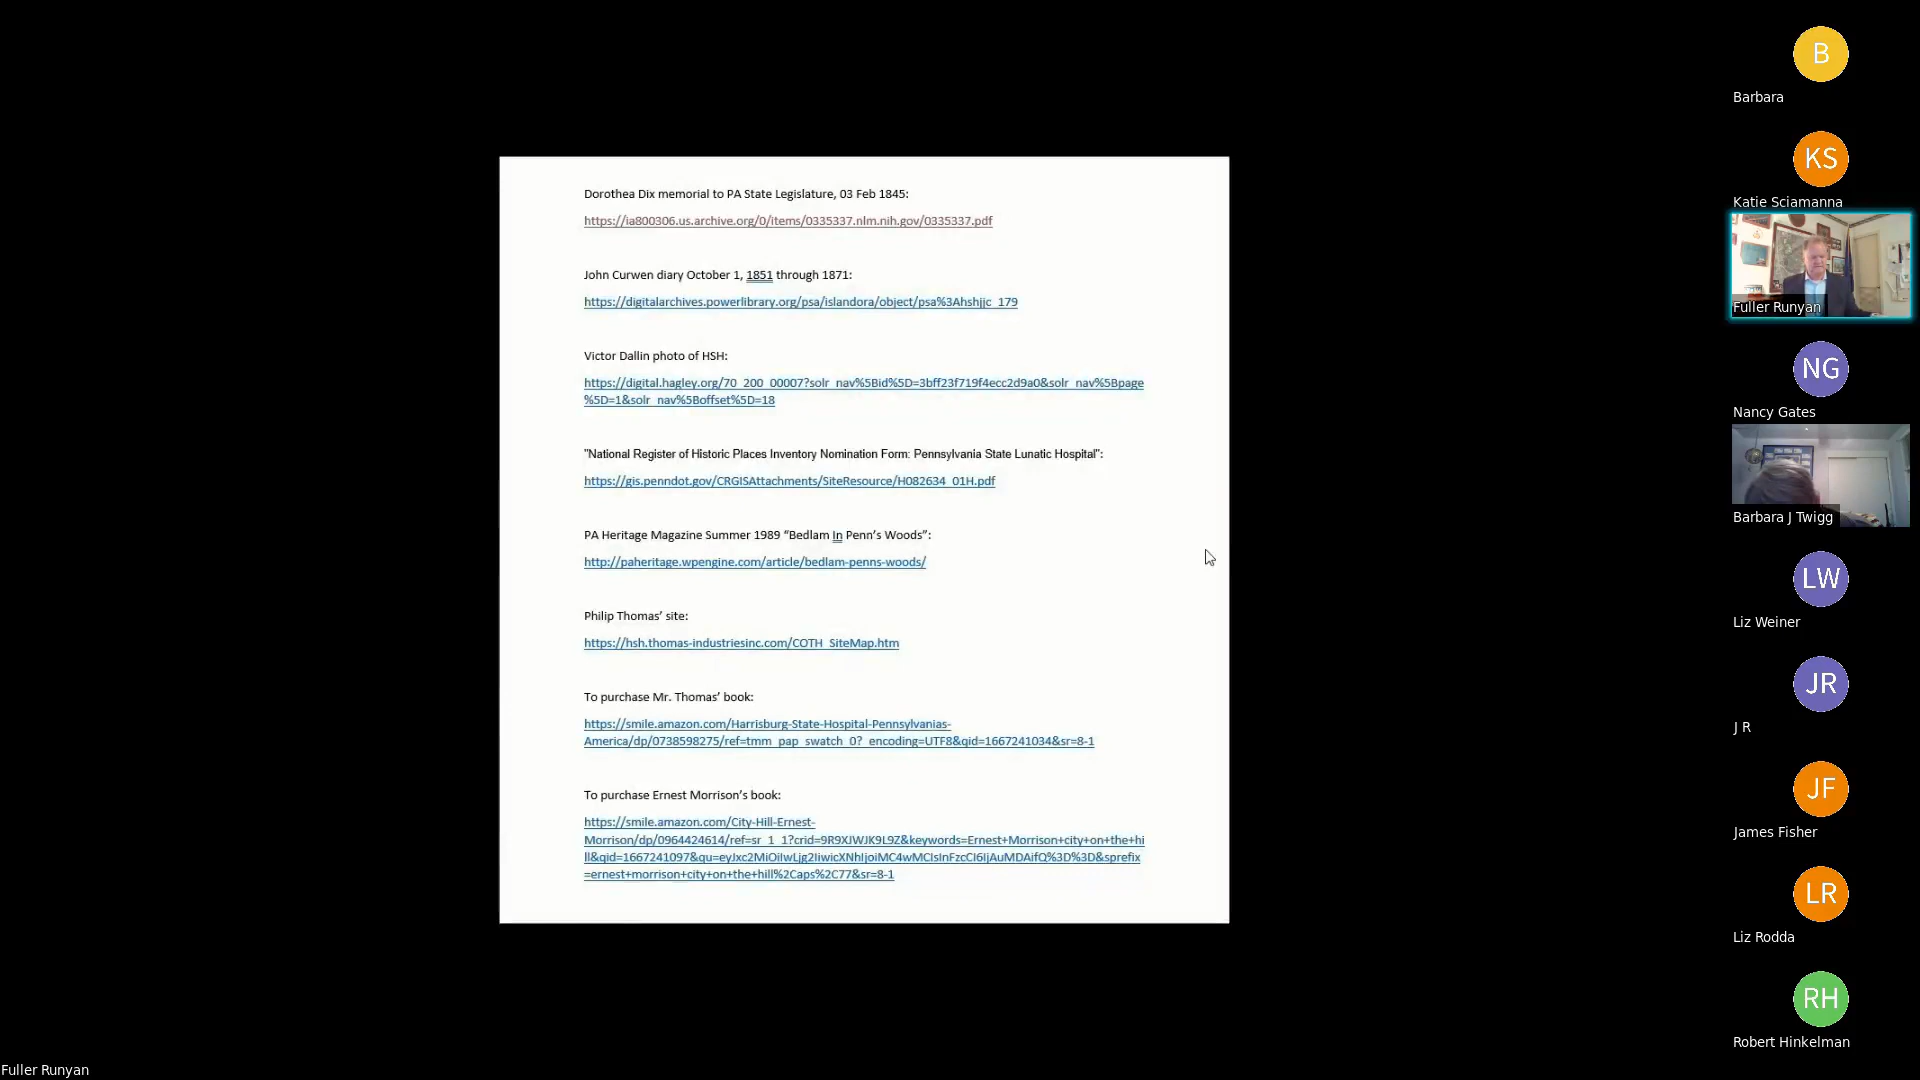 Dorothea Dix memorial to PA State Legislature, 03 Feb 1845:
https://ia800306.us.archive.org/0/items/0335337.nlm.nih.gov/0335337.pdf
John Curwen diary October 1, 1851 through 1871:
https://digitalarchives.powerlibrary.org/psa/islandora/object/psa%3Ahshjjc_179
Victor Dallin photo of HSH:
https://digital.hagley.org/70_200_00007?solr_nav%5Bid%5D=3bff23f719f4ecc2d9a0&solr_nav%5Bpage
%5D=1&solr_nav%5Boffset%5D=18
"National Register of Historic Places Inventory Nomination Form: Pennsylvania State Lunatic Hospital":
https://gis.penndot.gov/CRGISAttachments/SiteResource/H082634_01H.pdf
PA Heritage Magazine Summer 1989 “Bedlam In Penn’s Woods”:
http://paheritage.wpengine.com/article/bedlam-penns-woods/
Philip Thomas’ site:
https://hsh.thomas-industriesinc.com/COTH_SiteMap.htm
To purchase Mr. Thomas’ book:
https://smile.amazon.com/Harrisburg-State-Hospital-Pennsylvanias-
America/dp/0738598275/ref=tmm_pap_swatch_0?_encoding=UTF8&qid=1667241034&sr=8-1
To purchase Ernest Morrison’s book:
https://smile.amazon.com/City-Hill-Ernest-
Morrison/dp/0964424614/ref=sr_1_1?crid=9R9XJWJK9L9Z&keywords=Ernest+Morrison+city+on+the+hi
ll&qid=1667241097&qu=eyJxc2MiOiIwLjg2IiwicXNhIjoiMC4wMCIsInFzcCI6IjAuMDAifQ%3D%3D&sprefix
=ernest+morrison+city+on+the+hill%2Caps%2C77&sr=8-1
B
Barbara
KS
Katie Sciamanna
Fuller Runyan
NG
Nancy Gates
Barbara J Twigg
LW
Liz Weiner
JR
J R
JF
James Fisher
LR
Liz Rodda
RH
Robert Hinkelman
Fuller Runyan